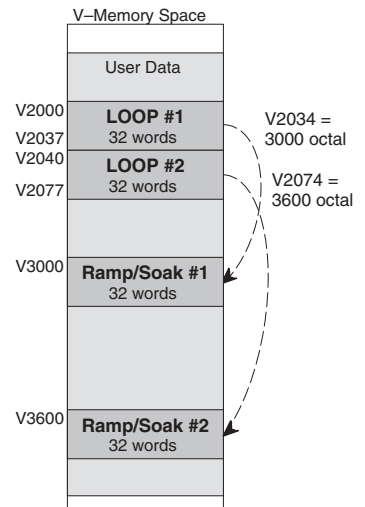 V–Memory Space
User Data
V2000
LOOP #1
V2037
32 words
V2034 =
3000 octal
V2040
LOOP #2
V2077
32 words
V2074 =
3600 octal
V3000
Ramp/Soak #1
32 words
V3600
Ramp/Soak #2
32 words